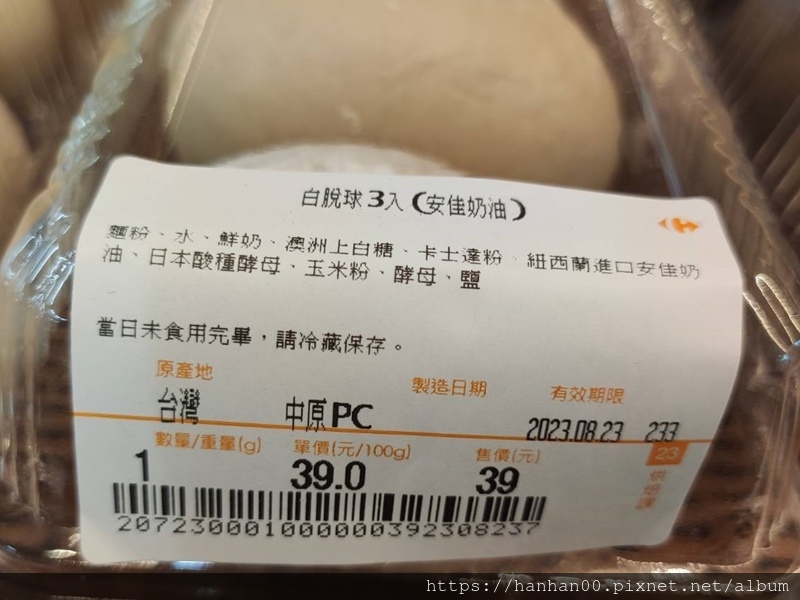 白脫球3入(安佳奶油)
麵粉、水、鮮奶、澳洲上白糖、卡士達粉、紐西蘭進口安佳奶
油、日本酸種酵母、玉米粉、酵母、鹽
當日未食用完畢，請冷藏保存。
原產地 製造日期 有效期限
台灣 中原PC 2023.08.23 233
數量/重量(g) 單價(元/100g) 售價(元) 23
1 39.0 39
烘焙課
2072300010000000392308237
https://hanhan00.pixnet.net/album